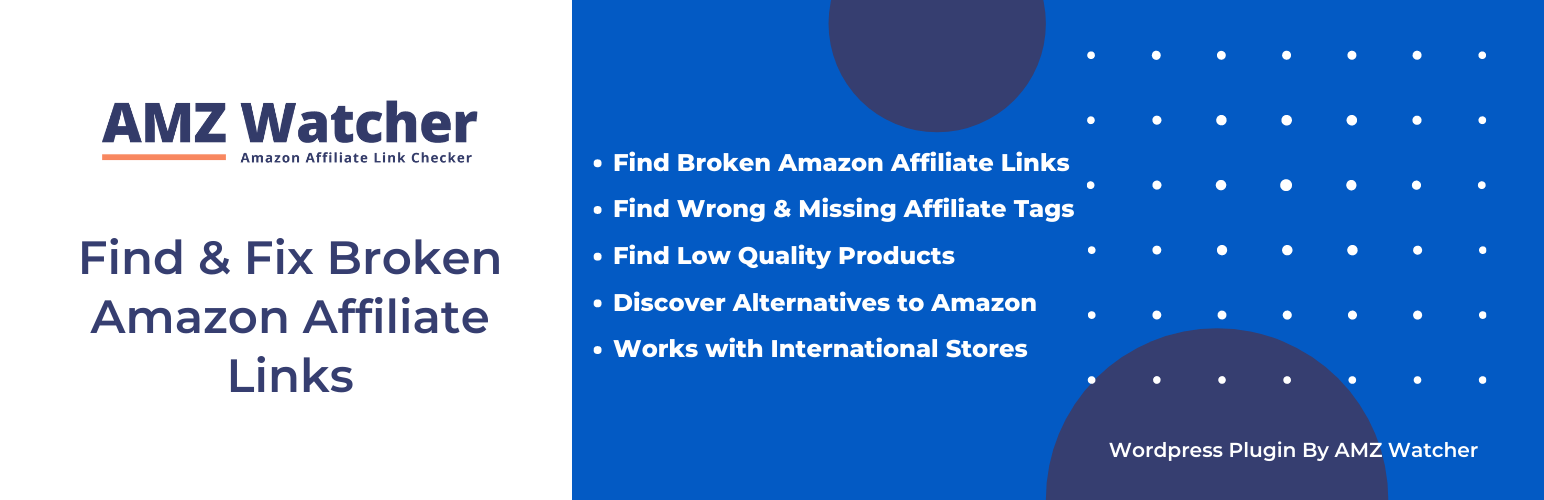 AMZ Watcher
Amazon Affiliate Link Checker
Find & Fix Broken
Amazon Affiliate
Links
• Find Broken Amazon Affiliate Links
• Find Wrong & Missing Affiliate Tags
• Find Low Quality Products
• Discover Alternatives to Amazon
• Works with International Stores
Wordpress Plugin By AMZ Watcher